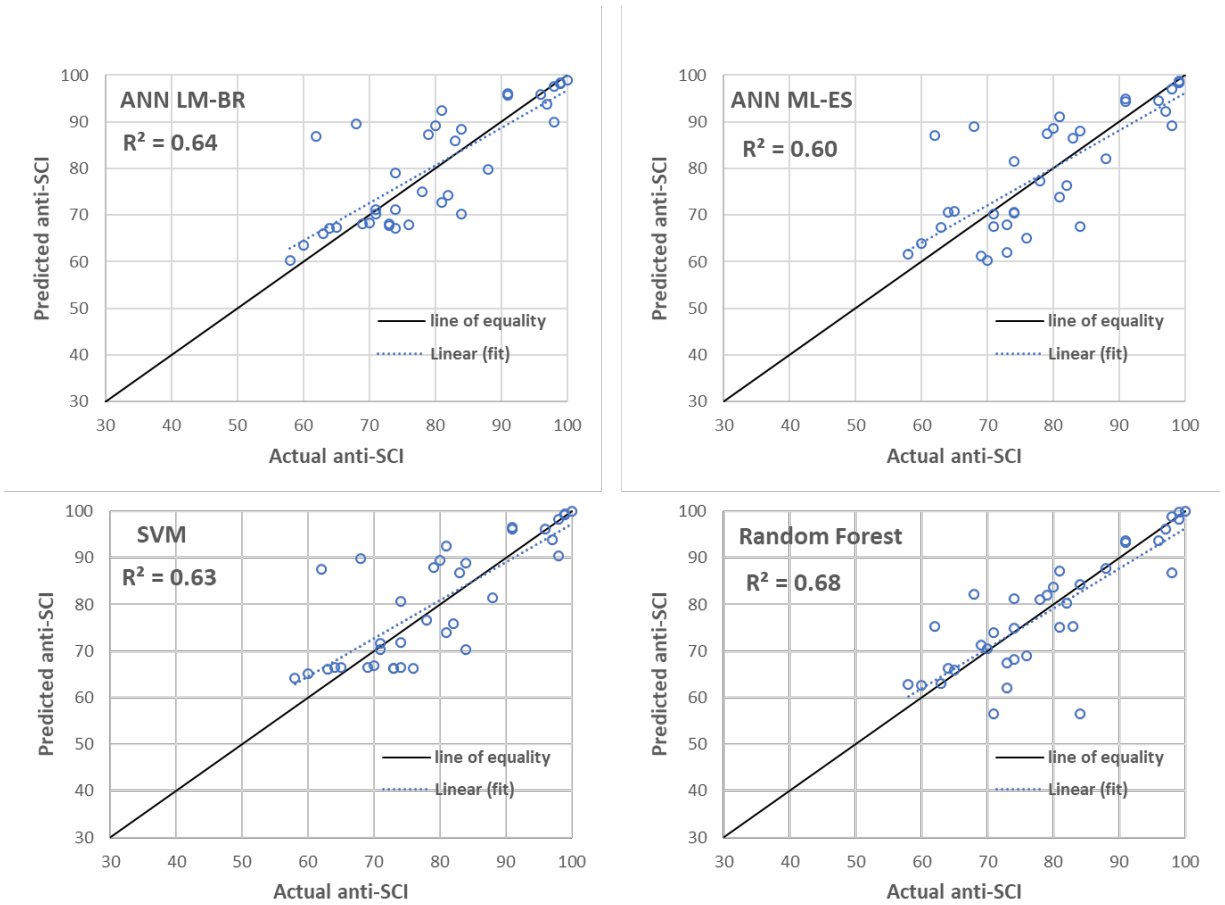 ANN LM-BR
R² = 0.64
100
90
80
70
60
50
40
30
Predicted anti-SCI
line of equality
Linear (fit)
30 40 50 60 70 80 90 100
Actual anti-SCI
ANN ML-ES
R² = 0.60
100
90
80
70
60
50
40
30
Predicted anti-SCI
line of equality
Linear (fit)
30 40 50 60 70 80 90 100
Actual anti-SCI
SVM
R² = 0.63
100
90
80
70
60
50
40
30
Predicted anti-SCI
line of equality
Linear (fit)
30 40 50 60 70 80 90 100
Actual anti-SCI
Random Forest
R² = 0.68
100
90
80
70
60
50
40
30
Predicted anti-SCI
line of equality
Linear (fit)
30 40 50 60 70 80 90 100
Actual anti-SCI